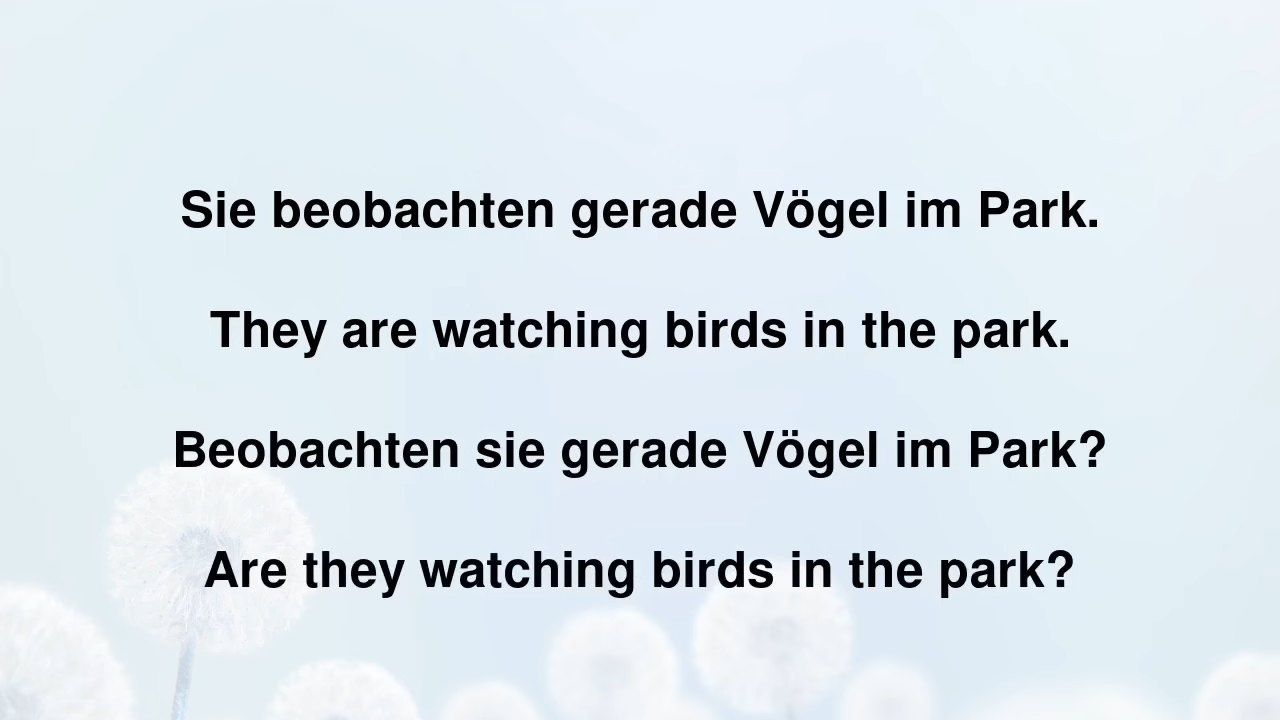 Sie beobachten gerade Vögel im Park.
They are watching birds in the park.
Beobachten sie gerade Vögel im Park?
Are they watching birds in the park?